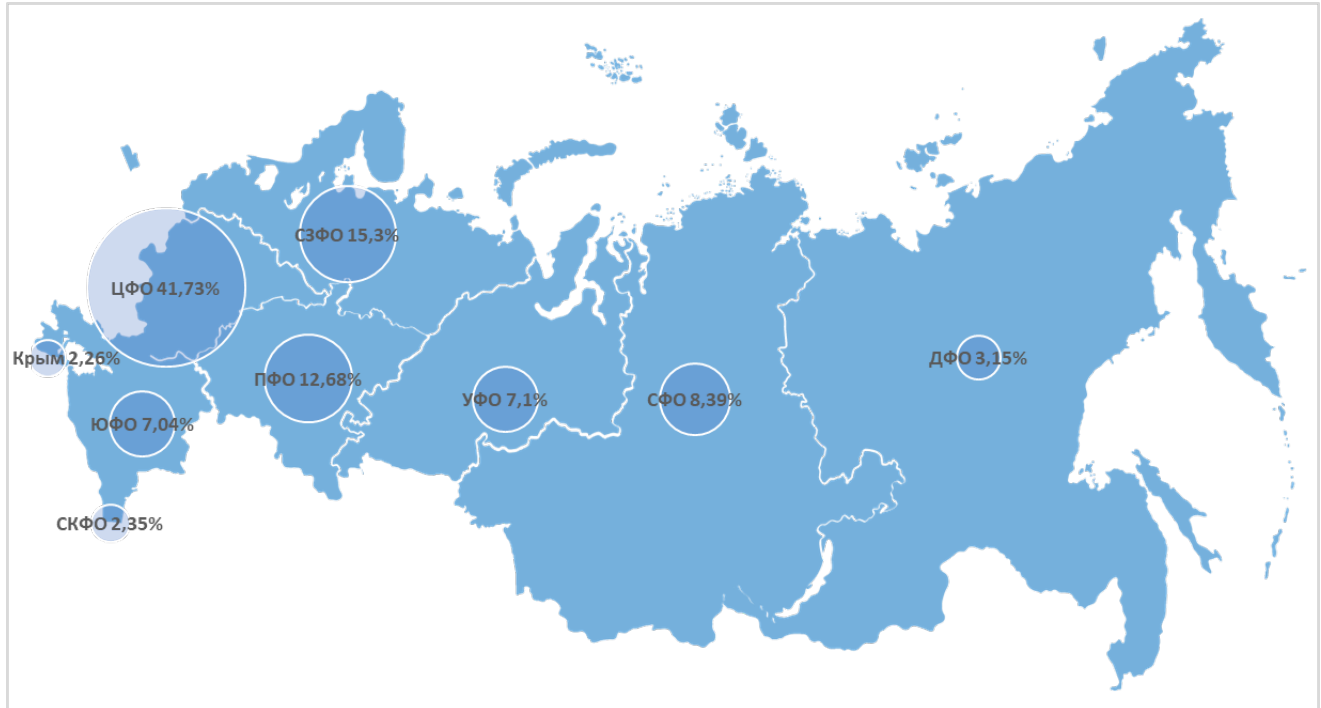 СЗФО 15,3%
ЦФО 41,73%
Крым 2,26%
ДФО 3,15%
ПФО 12,68%
УФО 7,1%
СФО 8,39%
ЮФО 7,04%
СКФО 2,35%